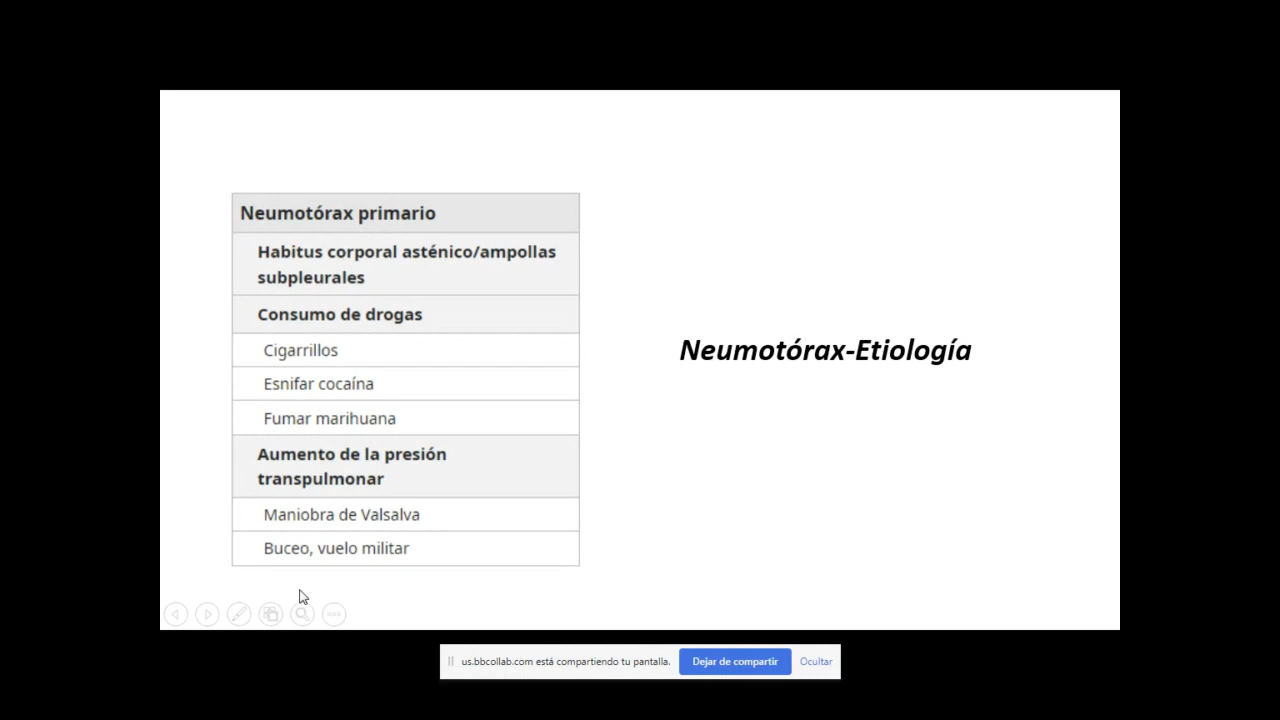 Neumotórax primario
Habitus corporal asténico/ampollas
subpleurales
Consumo de drogas
Cigarrillos
Esnifar cocaína
Fumar marihuana
Aumento de la presión
transpulmonar
Maniobra de Valsalva
Buceo, vuelo militar
Neumotórax-Etiología
us.bbcollab.com está compartiendo tu pantalla.
Dejar de compartir
Ocultar